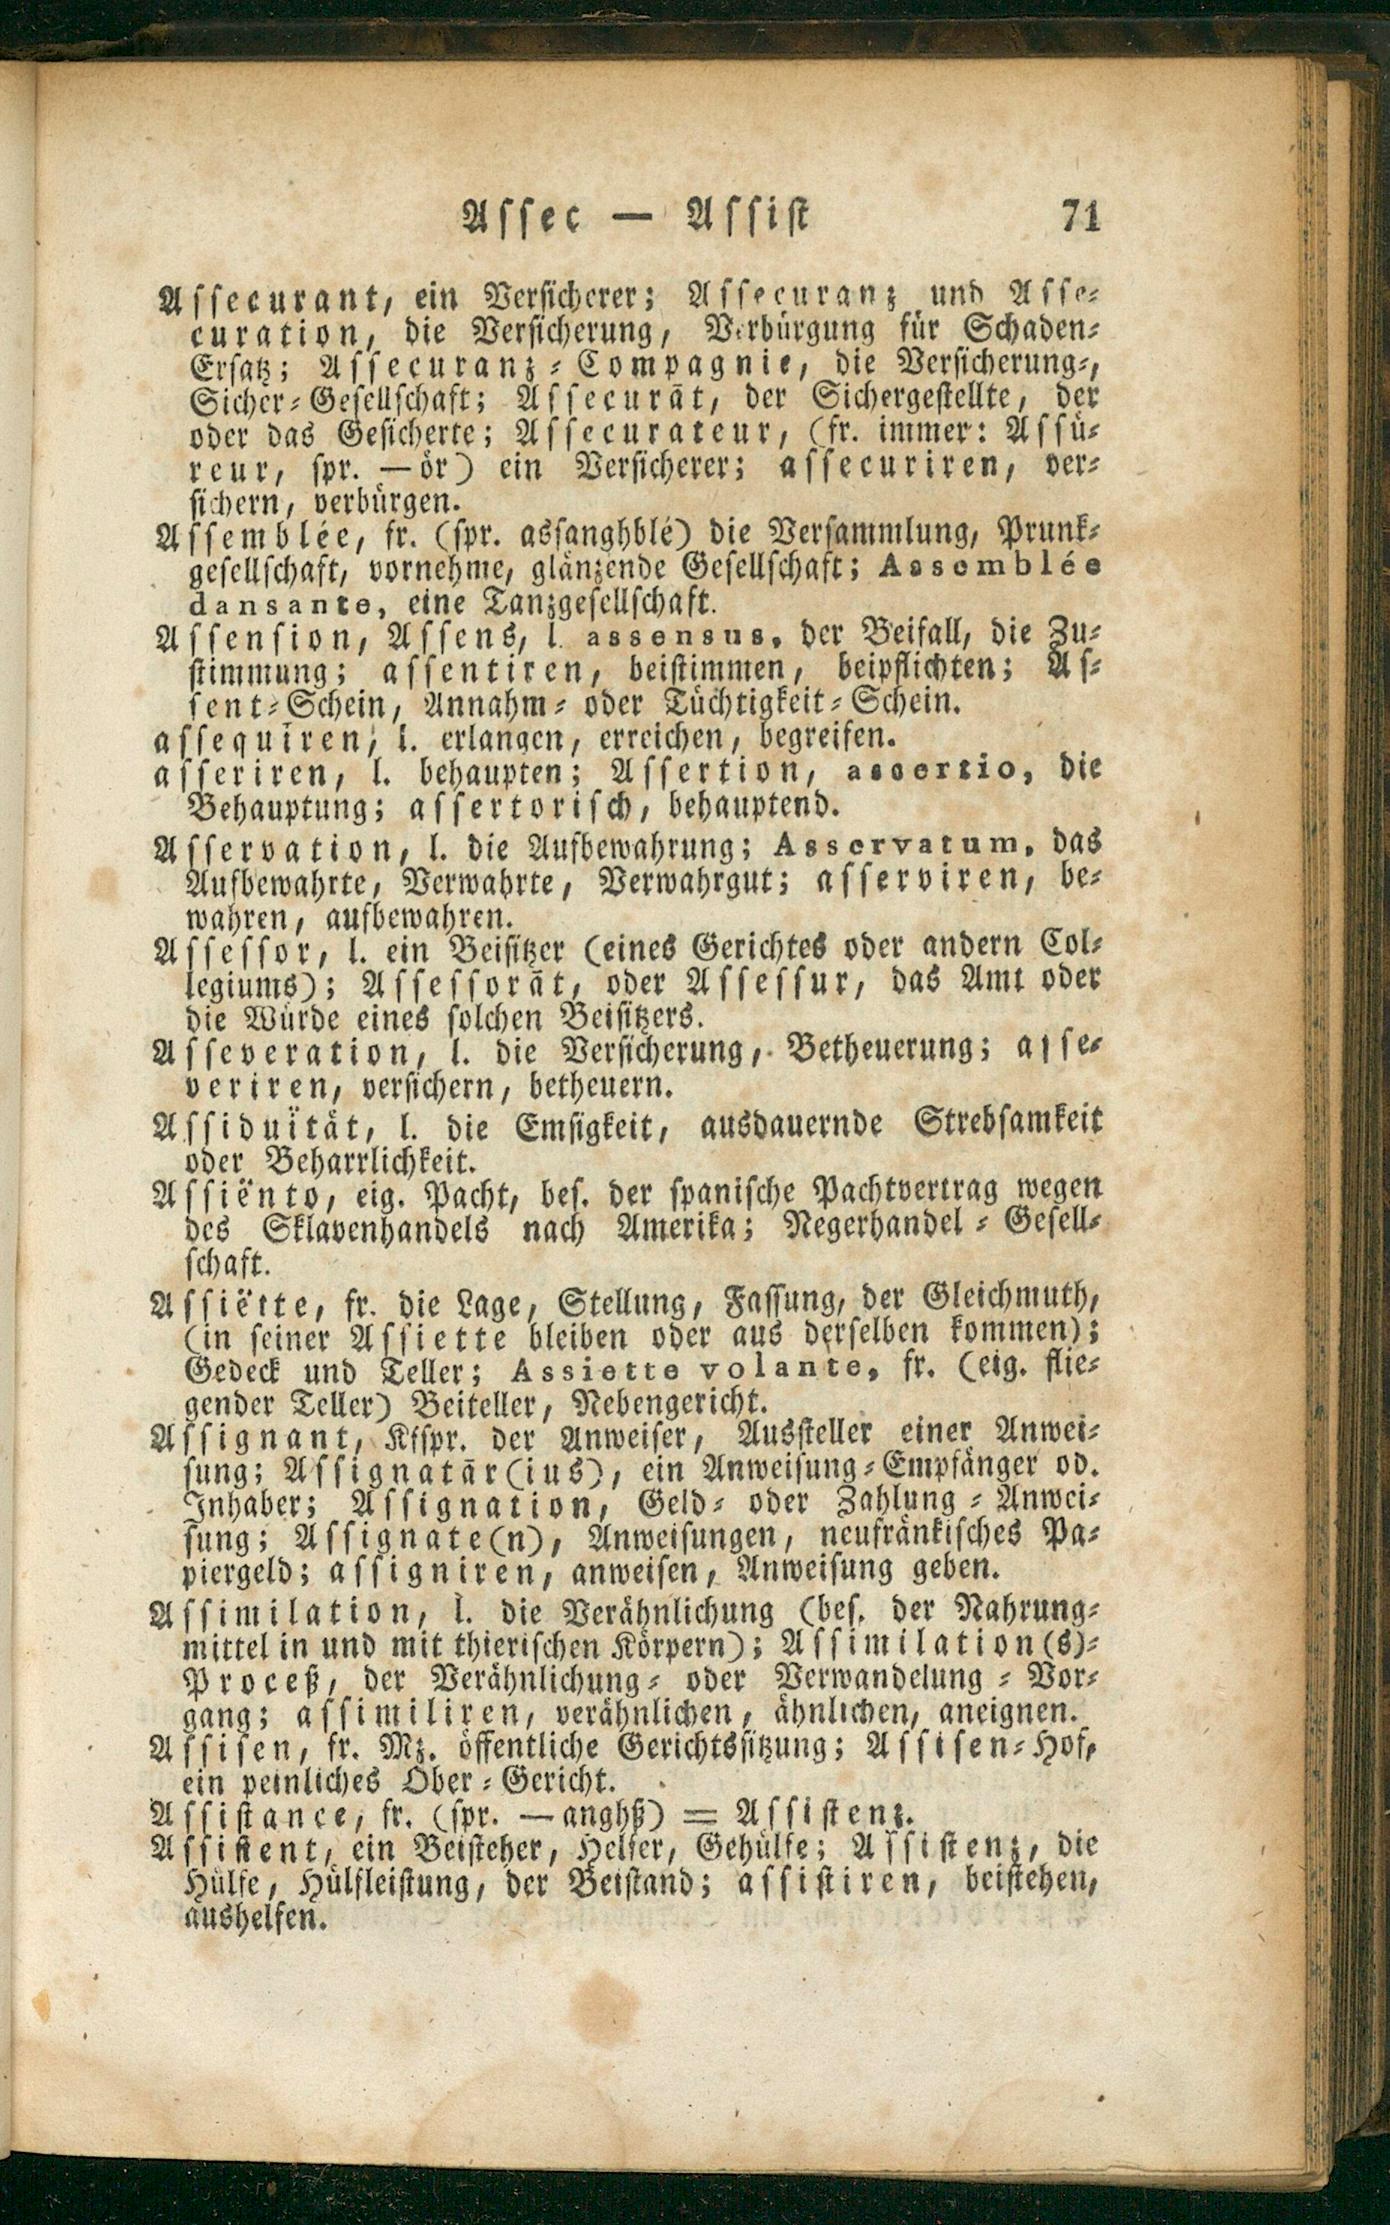 Assec — Assist 71
Assecurant, ein Versicherer; Assecuranz und Asse-
curation, die Versicherung, Verbürgung für Schaden-
Ersatz; Assecuranz-Compagnie, die Versicherung-,
Sicher-Gesellschaft; Assecurāt, der Sichergestellte, der
oder das Gesicherte; Assecurateur, (fr. immer: Assü-
reur, spr. —ör) ein Versicherer; assecuriren, ver-
sichern, verbürgen.
Assemblée, fr. (spr. assanghblé) die Versammlung, Prunk-
gesellschaft, vornehme, glänzende Gesellschaft; Assemblée
dansante, eine Tanzgesellschaft.
Assension, Assens, l. assensus, der Beifall, die Zu-
stimmung; assentiren, beistimmen, beipflichten; As-
sent-Schein, Annahm- oder Tüchtigkeit-Schein.
assequīren, l. erlangen, erreichen, begreifen.
asseriren, l. behaupten; Assertion, assertio, die
Behauptung; assertorisch, behauptend.
Asservation, l. die Aufbewahrung; Asservatum, das
Aufbewahrte, Verwahrte, Verwahrgut; asserviren, be-
wahren, aufbewahren.
Assessor, l. ein Beisitzer (eines Gerichtes oder andern Col-
legiums); Assessorāt, oder Assessur, das Amt oder
die Würde eines solchen Beisitzers.
Asseveration, l. die Versicherung, Betheuerung; asse-
veriren, versichern, betheuern.
Assiduïtät, l. die Emsigkeit, ausdauernde Strebsamkeit
oder Beharrlichkeit.
Assiënto, eig. Pacht, bes. der spanische Pachtvertrag wegen
des Sklavenhandels nach Amerika; Negerhandel-Gesell-
schaft.
Assiëtte, fr. die Lage, Stellung, Fassung, der Gleichmuth,
(in seiner Assiette bleiben oder aus derselben kommen);
Gedeck und Teller; Assiette volante, fr. (eig. flie-
gender Teller) Beiteller, Nebengericht.
Assignant, Kfspr. der Anweiser, Aussteller einer Anwei-
sung; Assignatār(ius), ein Anweisung-Empfänger od.
Inhaber; Assignation, Geld- oder Zahlung-Anwei-
sung; Assignate(n), Anweisungen, neufränkisches Pa-
piergeld; assigniren, anweisen, Anweisung geben.
Assimilation, l. die Verähnlichung (bes. der Nahrung-
mittel in und mit thierischen Körpern); Assimilation(s)-
Proceß, der Verähnlichung- oder Verwandelung-Vor-
gang; assimiliren, verähnlichen, ähnlichen, aneignen.
Assisen, fr. Mz. öffentliche Gerichtssitzung; Assisen-Hof,
ein peinliches Ober-Gericht.
Assistance, fr. (spr. —anghß) = Assistenz.
Assistent, ein Beisteher, Helfer, Gehülfe; Assistenz, die
Hülfe, Hülfleistung, der Beistand; assistiren, beistehen,
aushelfen.